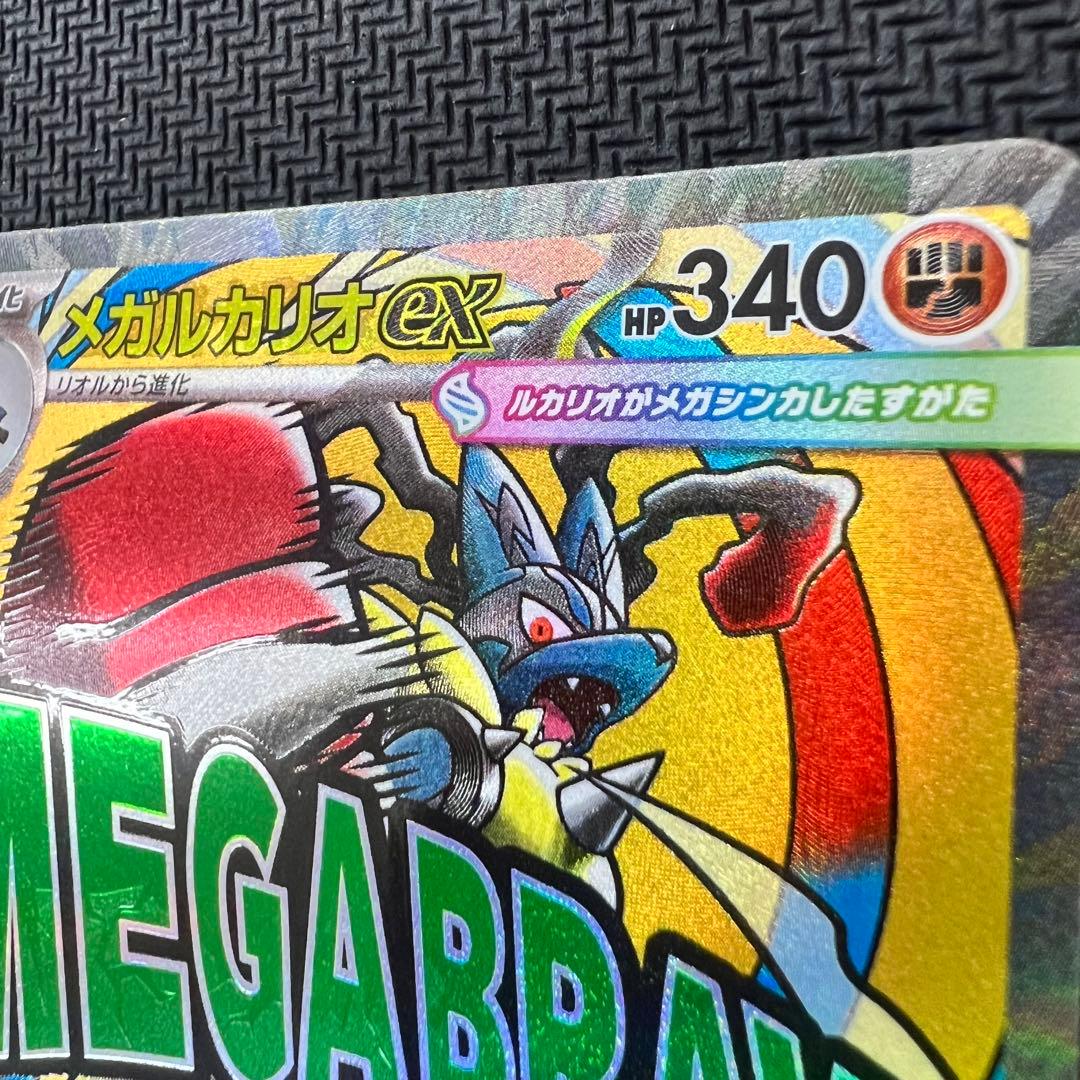 化
メガルカリオex
HP340
リオルから進化
ルカリオがメガシンカしたすがた
MEGABRA